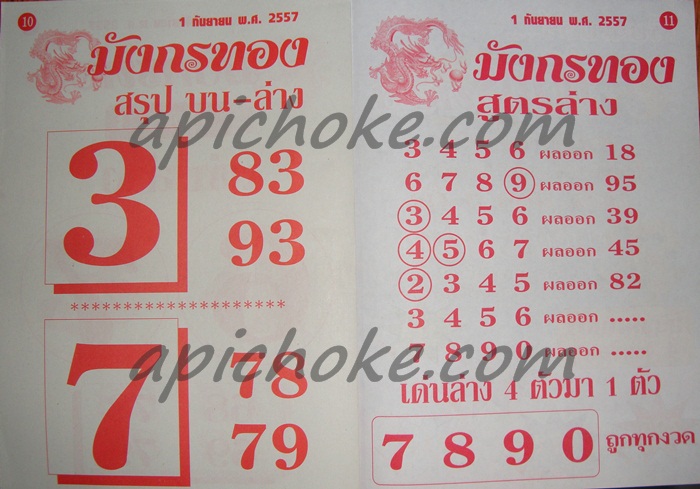 10
1 กันยายน พ.ศ. 2557
มังกรทอง
สรุป บน-ล่าง
3
83
93
********************
7
78
79
1 กันยายน พ.ศ. 2557
11
มังกรทอง
สูตรล่าง
3 4 5 6 ผลออก 18
6 7 8 9 ผลออก 95
3 4 5 6 ผลออก 39
4 5 6 7 ผลออก 45
2 3 4 5 ผลออก 82
3 4 5 6 ผลออก .....
7 8 9 0 ผลออก .....
เด่นล่าง 4 ตัวมา 1 ตัว
7 8 9 0 ถูกทุกงวด
apichoke.com
apichoke.com